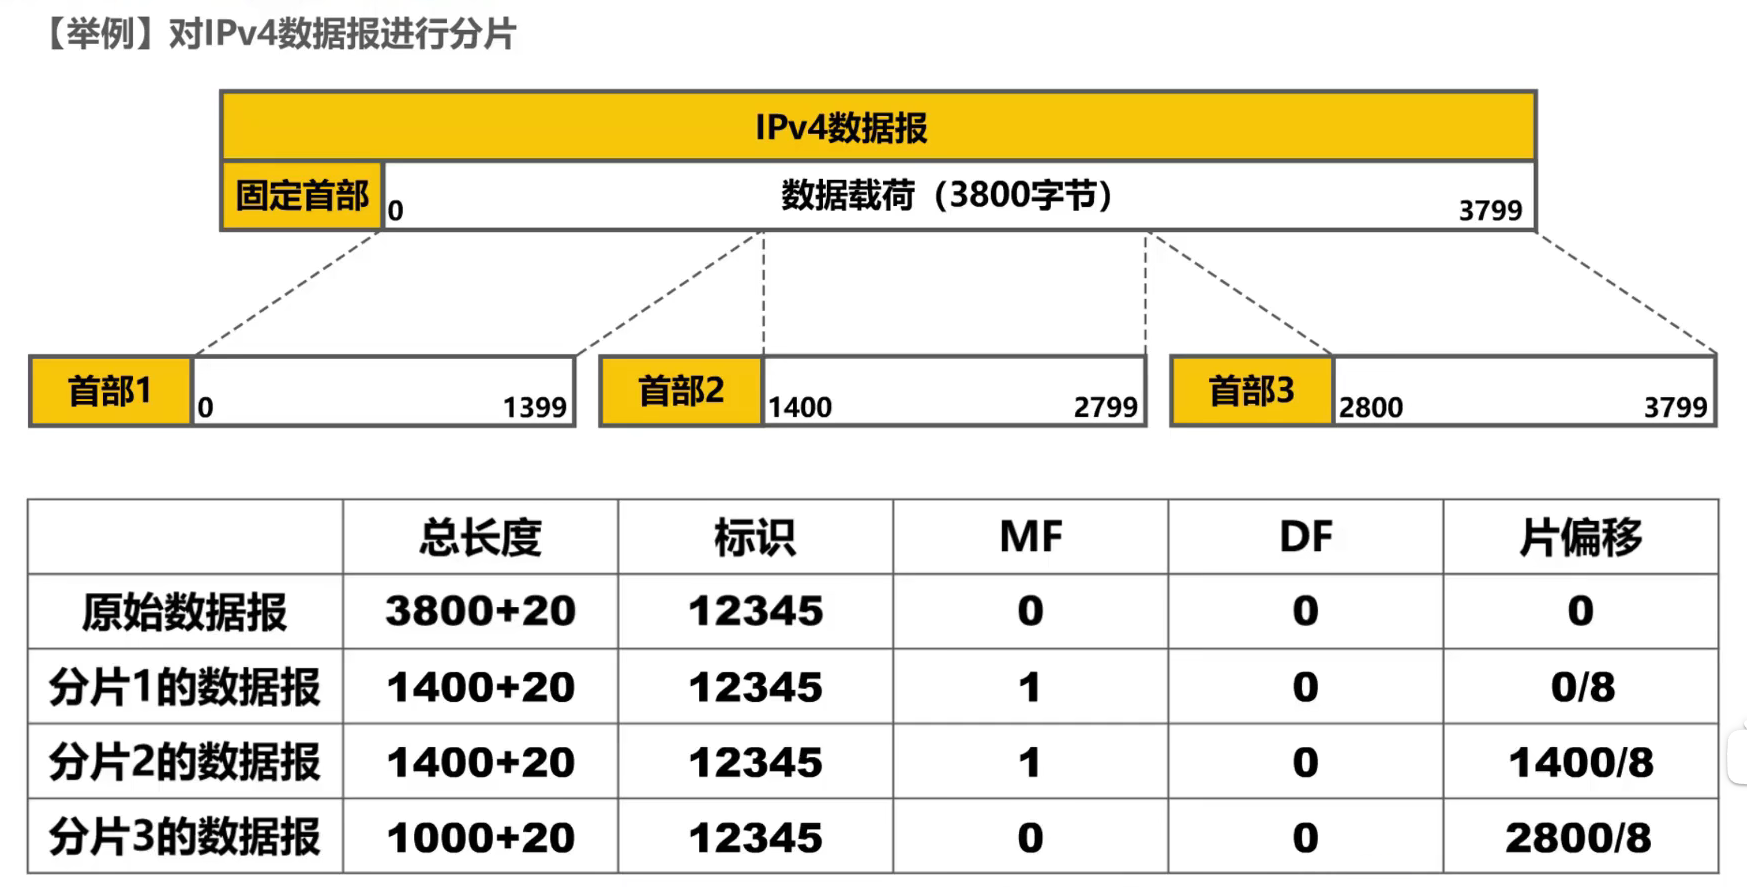 【举例】对IPv4数据报进行分片
IPv4数据报
固定首部 0 数据载荷（3800字节） 3799
首部1 0 1399 首部2 1400 2799 首部3 2800 3799
总长度 标识 MF DF 片偏移
原始数据报 3800+20 12345 0 0 0
分片1的数据报 1400+20 12345 1 0 0/8
分片2的数据报 1400+20 12345 1 0 1400/8
分片3的数据报 1000+20 12345 0 0 2800/8